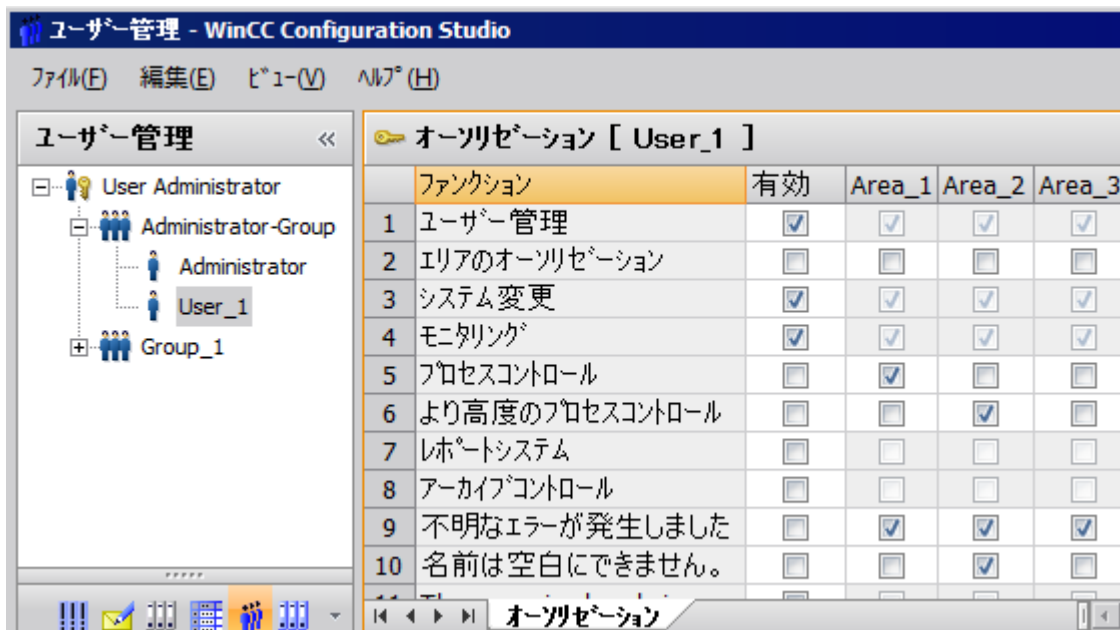 ユーザー管理 - WinCC Configuration Studio
ファイル(F) 編集(E) ビュー(V) ヘルプ(H)
ユーザー管理 «
User Administrator
Administrator-Group
Administrator
User_1
Group_1
オーソリゼーション [ User_1 ]
ファンクション 有効 Area_1 Area_2 Area_3
1 ユーザー管理
2 エリアのオーソリゼーション
3 システム変更
4 モニタリング
5 プロセスコントロール
6 より高度のプロセスコントロール
7 レポートシステム
8 アーカイブコントロール
9 不明なエラーが発生しました
10 名前は空白にできません。
オーソリゼーション